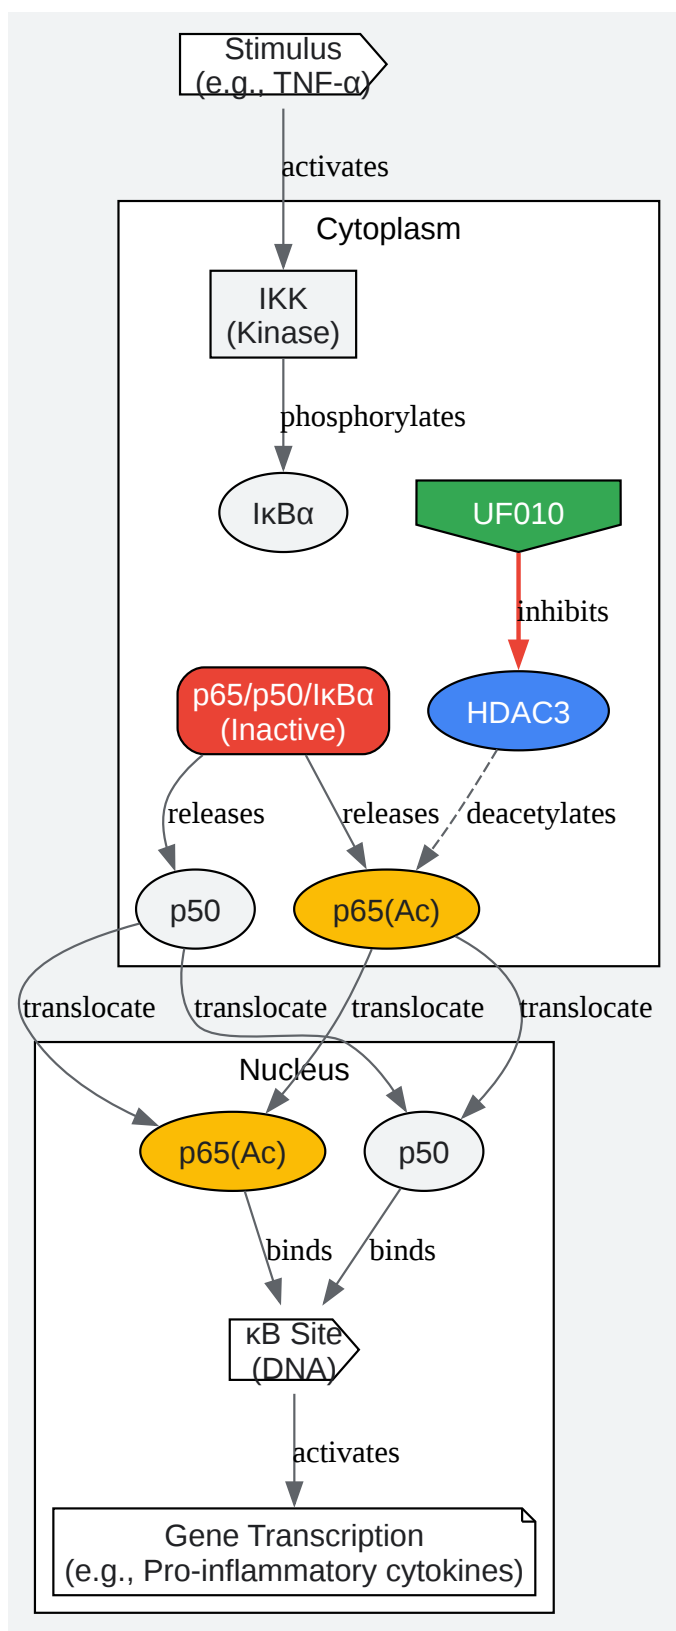 Stimulus
(e.g., TNF-α)
activates
Cytoplasm
IKK
(Kinase)
phosphorylates
IκBα
UF010
inhibits
p65/p50/IκBα
(Inactive)
HDAC3
releases
releases
deacetylates
p50
p65(Ac)
translocate
translocate
translocate
translocate
Nucleus
p65(Ac)
p50
binds
binds
κB Site
(DNA)
activates
Gene Transcription
(e.g., Pro-inflammatory cytokines)